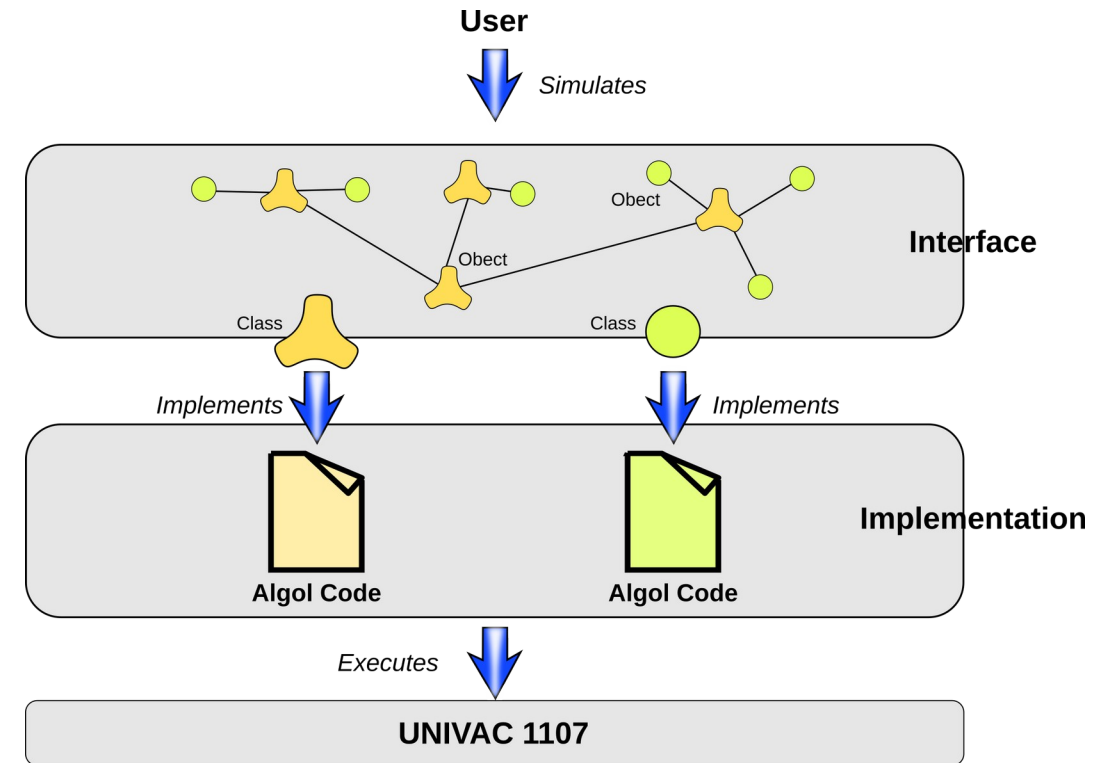 User
Simulates
Obect
Interface
Obect
Class
Class
Implements
Implements
Implementation
Algol Code
Algol Code
Executes
UNIVAC 1107